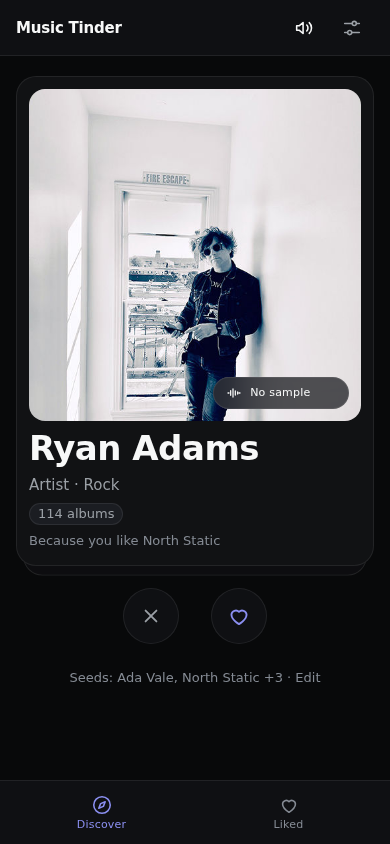 Music Tinder
FIRE ESCAPE
No sample
Ryan Adams
Artist · Rock
114 albums
Because you like North Static
Seeds: Ada Vale, North Static +3 · Edit
Discover
Liked